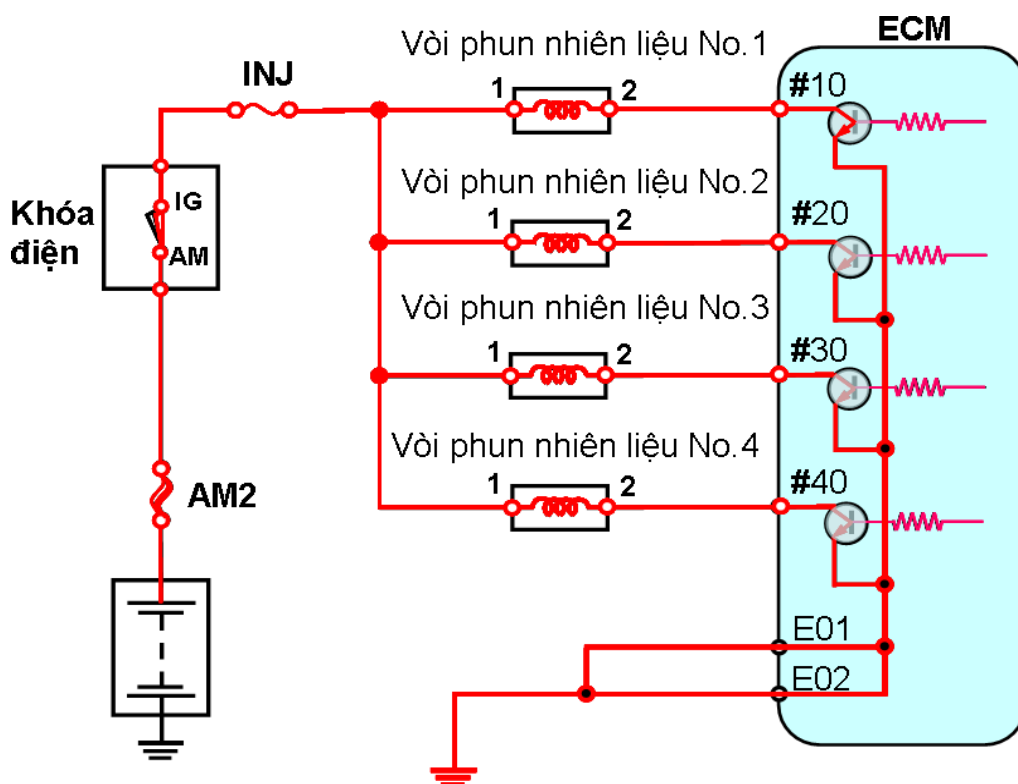 ECM
Vòi phun nhiên liệu No.1
INJ
1 2
#10
Khóa
điện
IG
AM
Vòi phun nhiên liệu No.2
1 2
#20
Vòi phun nhiên liệu No.3
1 2
#30
Vòi phun nhiên liệu No.4
1 2
#40
AM2
E01
E02